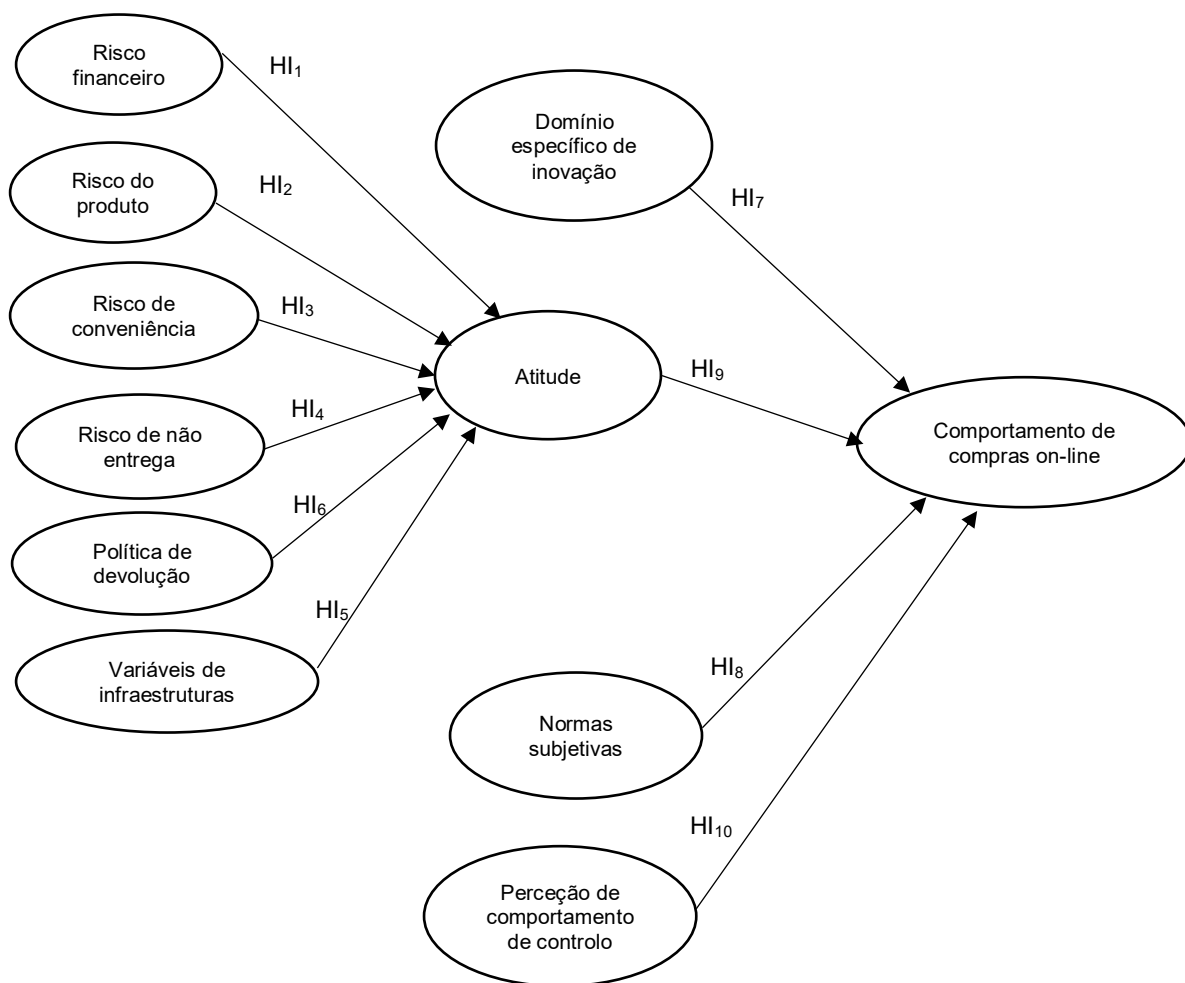 Risco
financeiro
HI₁
Domínio
específico de
inovação
Risco do
produto
HI₂
HI₇
Risco de
conveniência
HI₃
Atitude
HI₉
HI₄
Risco de não
entrega
Comportamento de
compras on-line
HI₆
Política de
devolução
HI₅
Variáveis de
infraestruturas
HI₈
Normas
subjetivas
HI₁₀
Perceção de
comportamento
de controlo